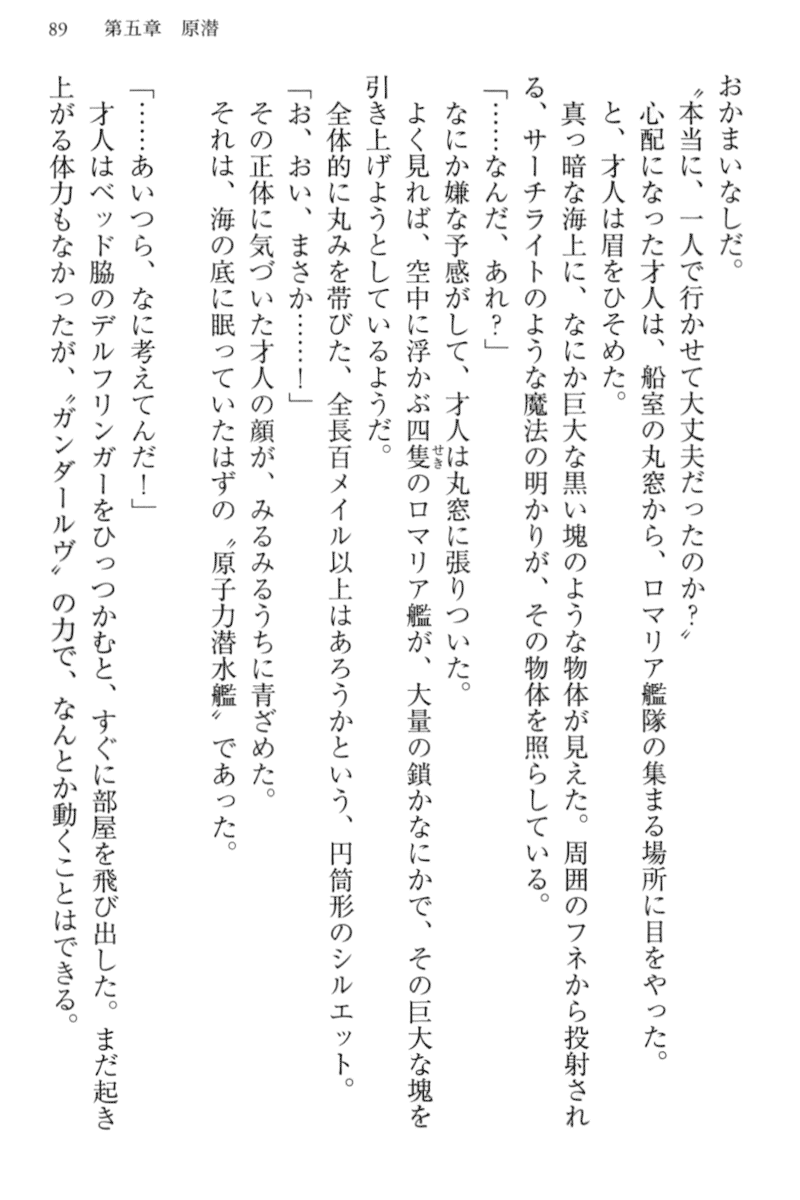 89　第五章　原潜
おかまいなしだ。
〝本当に、一人で行かせて大丈夫だったのか？〟
心配になった才人は、船室の丸窓から、ロマリア艦隊の集まる場所に目をやった。
と、才人は眉をひそめた。
真っ暗な海上に、なにか巨大な黒い塊のような物体が見えた。周囲のフネから投射され
る、サーチライトのような魔法の明かりが、その物体を照らしている。
「……なんだ、あれ？」
なにか嫌な予感がして、才人は丸窓に張りついた。
よく見れば、空中に浮かぶ四隻せきのロマリア艦が、大量の鎖かなにかで、その巨大な塊を
引き上げようとしているようだ。
全体的に丸みを帯びた、全長百メイル以上はあろうかという、円筒形のシルエット。
「お、おい、まさか……！」
その正体に気づいた才人の顔が、みるみるうちに青ざめた。
それは、海の底に眠っていたはずの〝原子力潜水艦〟であった。
「……あいつら、なに考えてんだ！」
才人はベッド脇のデルフリンガーをひっつかむと、すぐに部屋を飛び出した。まだ起き
上がる体力もなかったが、〝ガンダールヴ〟の力で、なんとか動くことはできる。